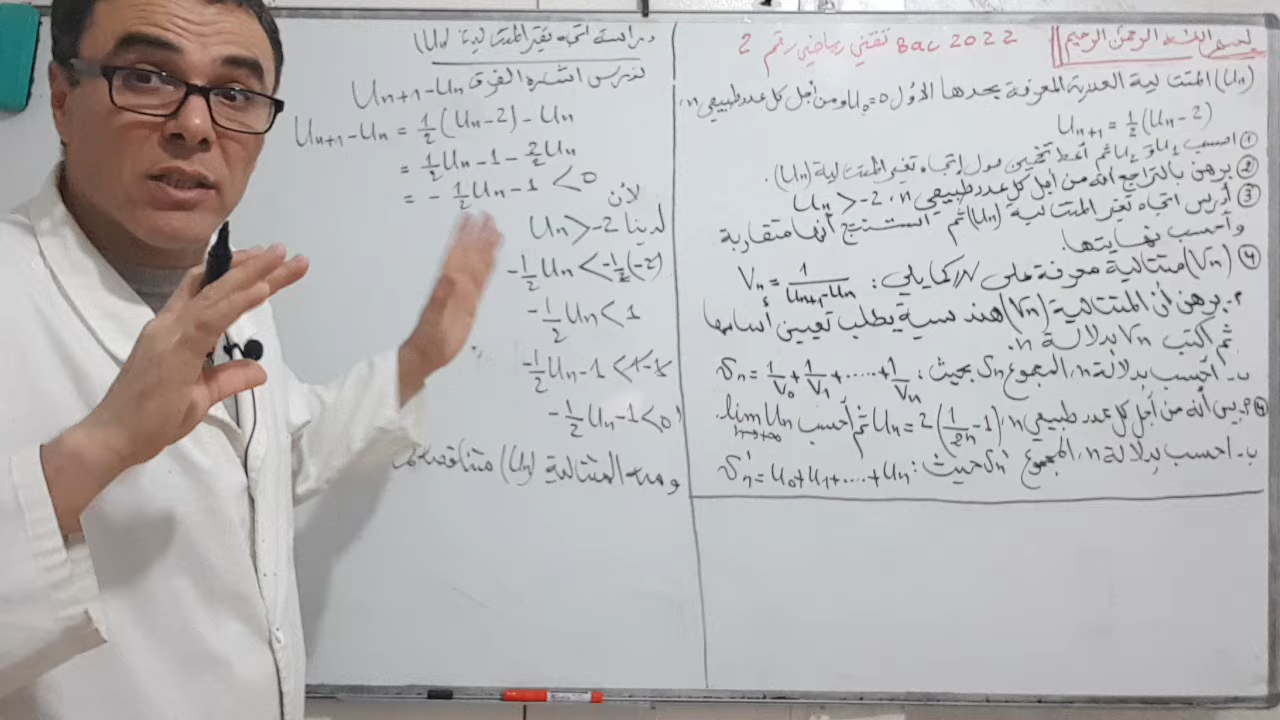 بسم الله الرحمن الرحيم
Bac 2022 تقني رياضي رقم 2
(Un) المتتالية العددية المعرفة بحدها الأول U0=0 ومن أجل كل عدد طبيعي n،
Un+1 = 1/2 (Un-2)
① احسب U1 و U2 ثم أعط تخمين حول إتجاه تغير المتتالية (Un).
② برهن بالتراجع أنه من أجل كل عدد طبيعي n، Un > -2
③ أدرس اتجاه تغير المتتالية (Un) ثم استنتج أنها متقاربة
وأحسب نهايتها.
④ (Vn) متتالية معرفة على N كمايلي: Vn = 1/(Un+1-Un)
أ. برهن أن المتتالية (Vn) هندسية يطلب تعيين أساسها
ثم اكتب Vn بدلالة n.
ب- أحسب بدلالة n، المجموع Sn بحيث: Sn = 1/V0 + 1/V1 + ..... + 1/Vn
⑤ أ. بين أنه من أجل كل عدد طبيعي n، Un = 2(1/2n - 1) ثم أحسب lim Un n→+∞
ب- احسب بدلالة n، المجموع S'n حيث: S'n = U0+U1+....+Un
دراسة اتجاه تغير المتتالية (Un)
ندرس اشارة الفرق Un+1-Un
Un+1-Un = 1/2 (Un-2) - Un
= 1/2 Un - 1 - 2/2 Un
= - 1/2 Un - 1 < 0
لأن
لدينا Un > -2
-1/2 Un < -1/2(-2)
-1/2 Un < 1
-1/2 Un - 1 < 1-1
-1/2 Un - 1 < 0
ومنه المتتالية (Un) متناقصة